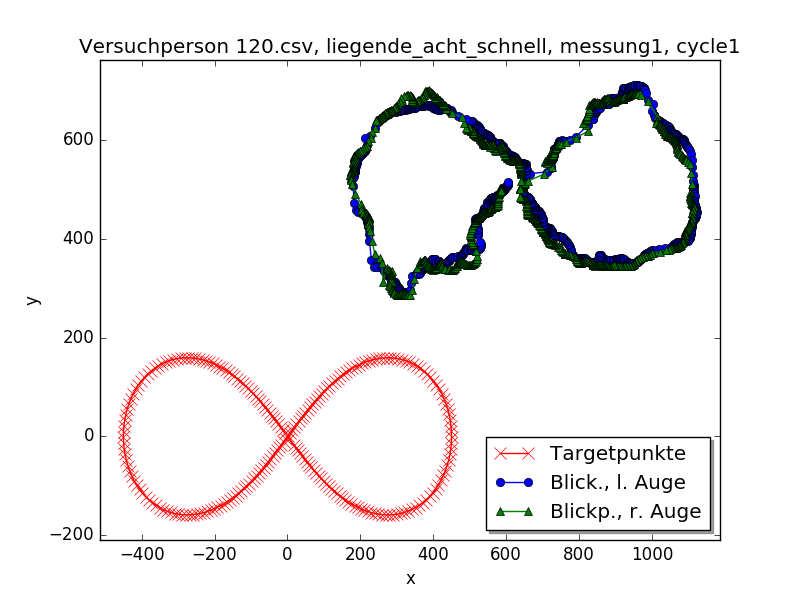 Versuchperson 120.csv, liegende_acht_schnell, messung1, cycle1
600
400
200
0
−200
y
−400
−200
0
200
400
600
800
1000
x
Targetpunkte
Blick., l. Auge
Blickp., r. Auge